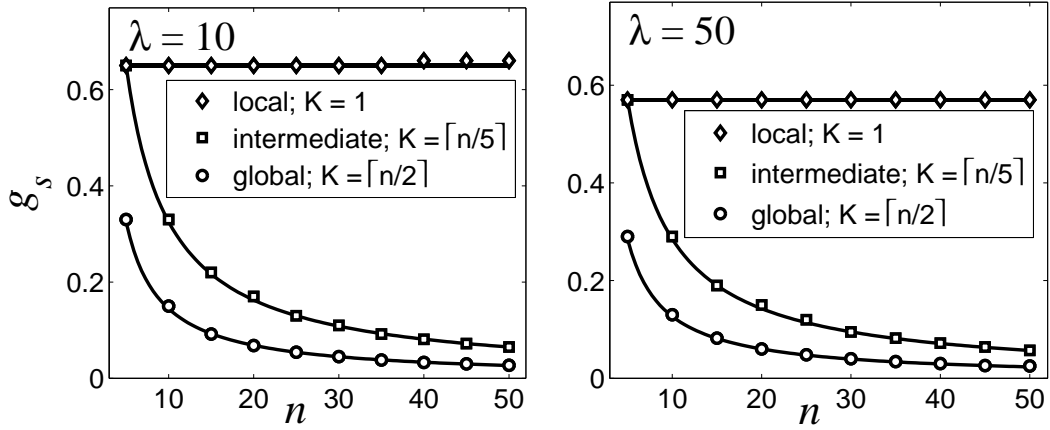 λ = 10
0.6
0.4
0.2
0
g_s
local; K = 1
intermediate; K = ⌈n/5⌉
global; K = ⌈n/2⌉
10 20 30 40 50
n
λ = 50
0.6
0.4
0.2
0
local; K = 1
intermediate; K = ⌈n/5⌉
global; K = ⌈n/2⌉
10 20 30 40 50
n